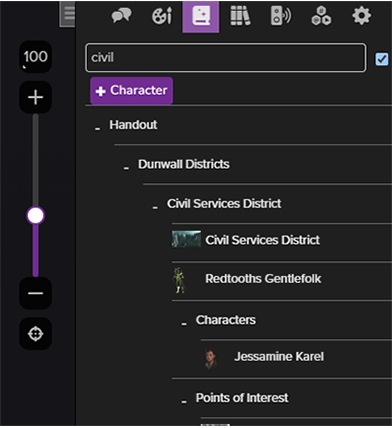 100
civil
+ Character
- Handout
- Dunwall Districts
- Civil Services District
Civil Services District
Redtooths Gentlefolk
- Characters
Jessamine Karel
- Points of Interest